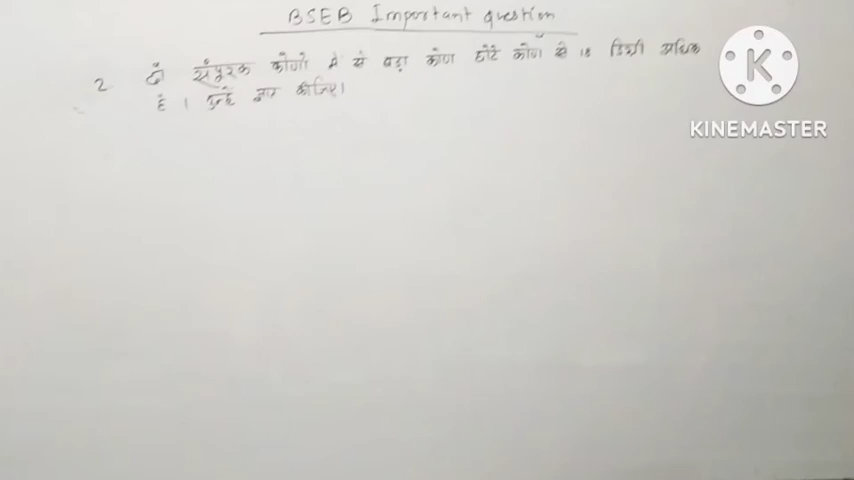 BSEB Important question
2 दो संपूरक कोणों में से बड़ा कोण छोटे कोण से 18 डिग्री अधिक
है । उन्हें ज्ञात कीजिए।
KINEMASTER